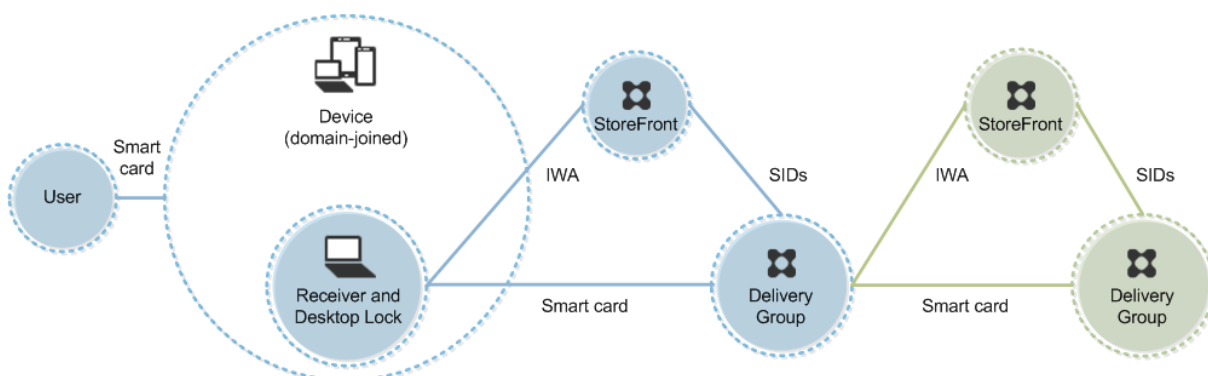 Device
(domain-joined)
Smart
card
User
Receiver and
Desktop Lock
StoreFront
IWA
SIDs
Smart card
Delivery
Group
StoreFront
IWA
SIDs
Smart card
Delivery
Group